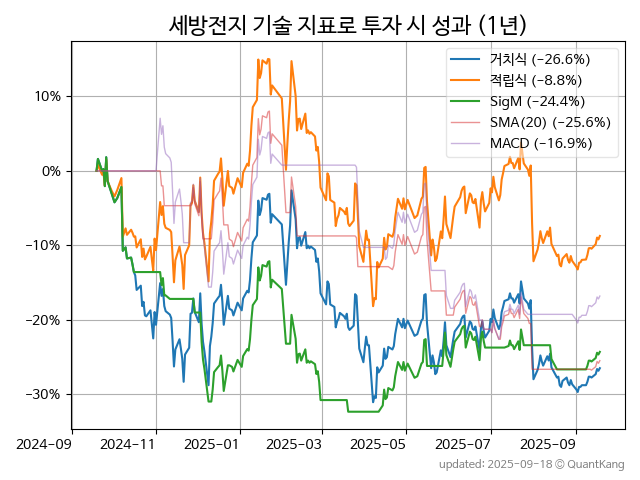 세방전지 기술 지표로 투자 시 성과 (1년)
거치식 (−26.6%)
적립식 (−8.8%)
SigM (−24.4%)
SMA(20) (−25.6%)
MACD (−16.9%)
10%
0%
−10%
−20%
−30%
2024-09
2024-11
2025-01
2025-03
2025-05
2025-07
2025-09
updated: 2025-09-18 © QuantKang